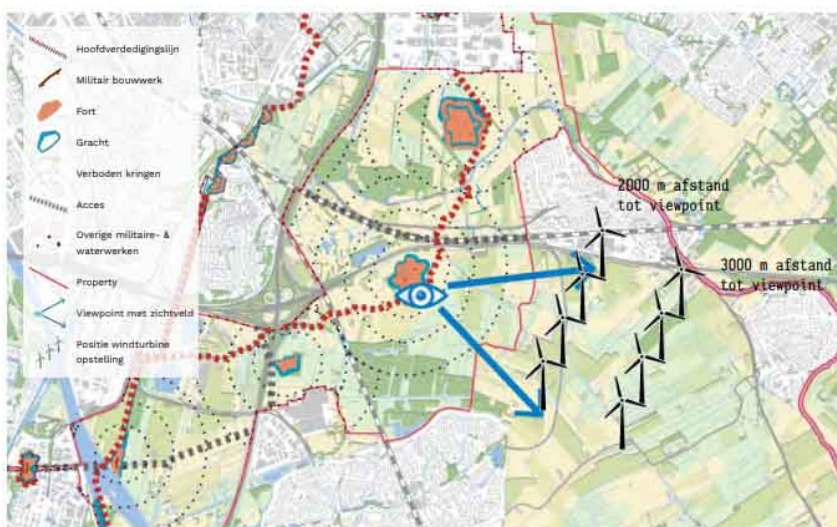 Hoofdverdedigingslijn
Militair bouwwerk
Fort
Gracht
Verboden kringen
Acces
Overige militaire- &
waterwerken
Property
Viewpoint met zichtveld
Positie windturbine
opstelling
2000 m afstand
tot viewpoint
3000 m afstand
tot viewpoint